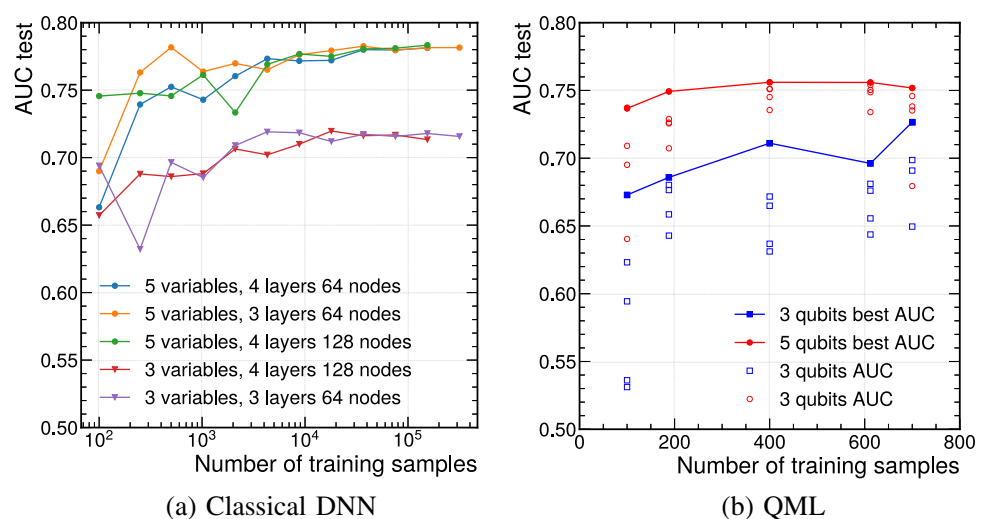 0.80
0.75
0.70
0.65
0.60
0.55
0.50
AUC test
5 variables, 4 layers 64 nodes
5 variables, 3 layers 64 nodes
5 variables, 4 layers 128 nodes
3 variables, 4 layers 128 nodes
3 variables, 3 layers 64 nodes
10² 10³ 10⁴ 10⁵
Number of training samples
(a) Classical DNN
0.80
0.75
0.70
0.65
0.60
0.55
0.50
AUC test
3 qubits best AUC
5 qubits best AUC
3 qubits AUC
3 qubits AUC
0 200 400 600 800
Number of training samples
(b) QML